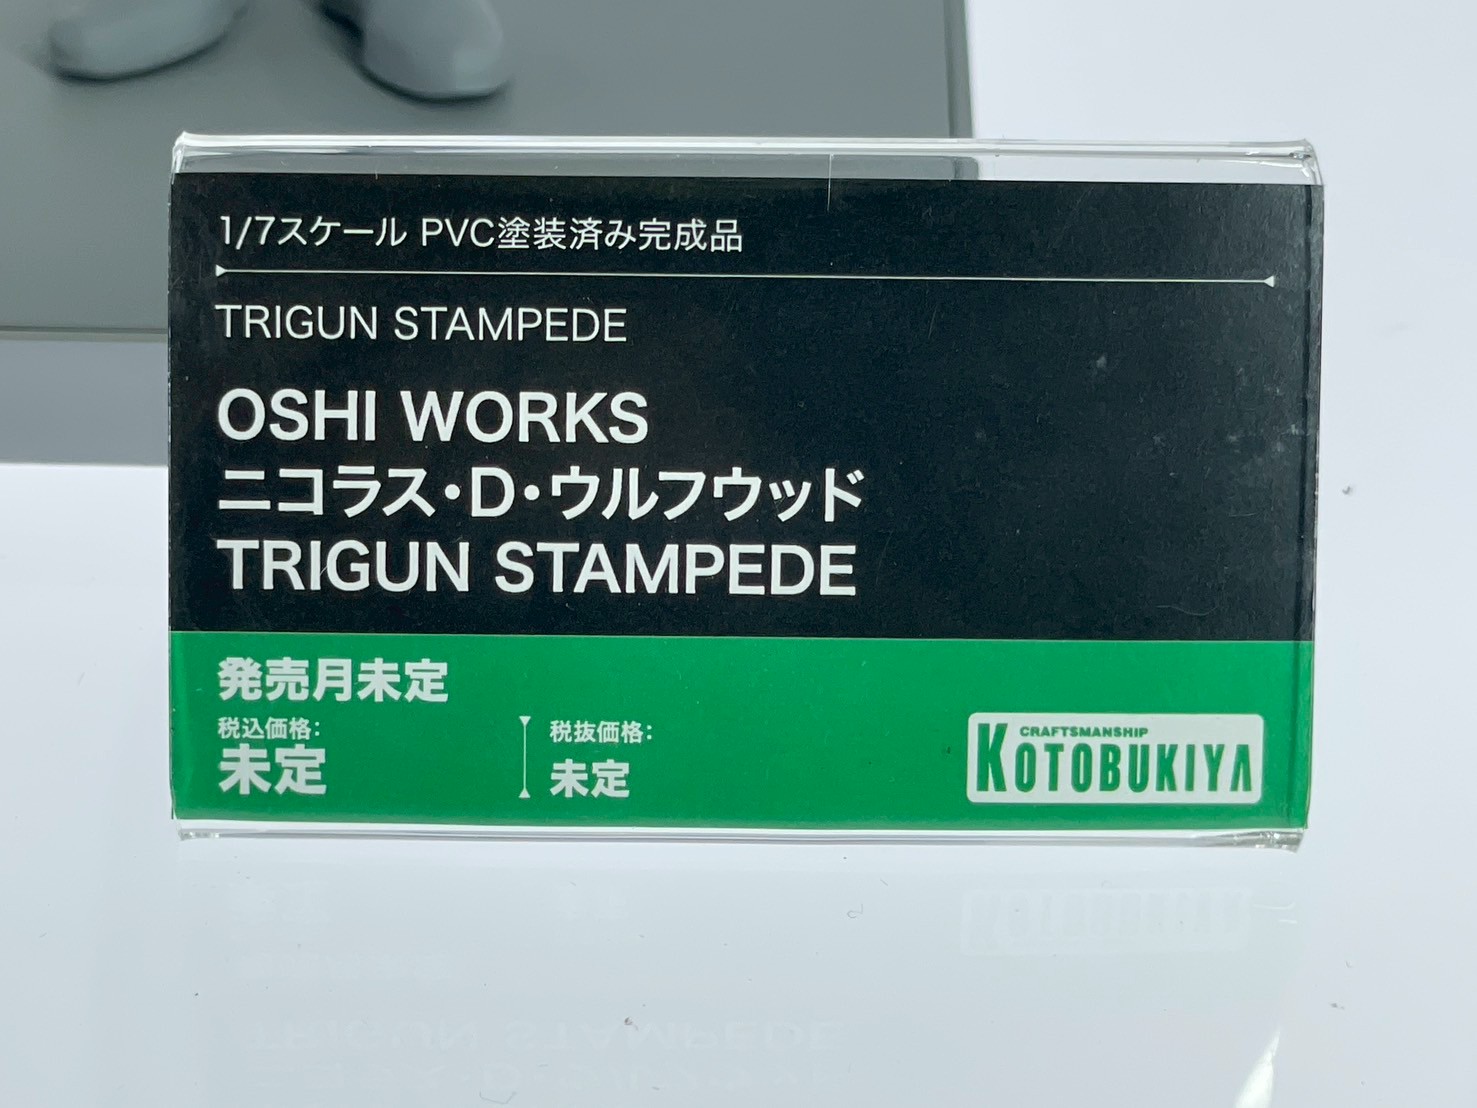 1/7スケール PVC塗装済み完成品
TRIGUN STAMPEDE
OSHI WORKS
ニコラス・D・ウルフウッド
TRIGUN STAMPEDE
発売月未定
税込価格：
未定
税抜価格：
未定
CRAFTSMANSHIP
KOTOBUKIYA